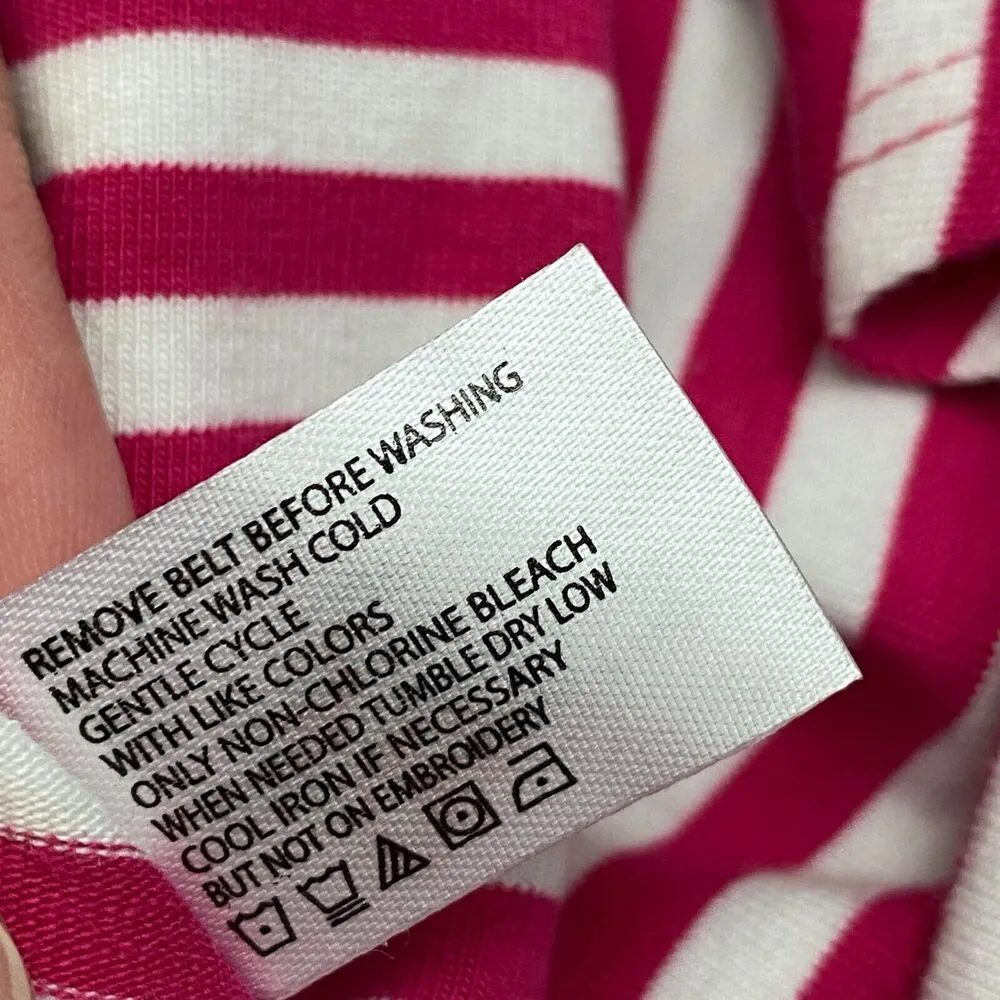 REMOVE BELT BEFORE WASHING
MACHINE WASH COLD
GENTLE CYCLE
WITH LIKE COLORS
ONLY NON-CHLORINE BLEACH
WHEN NEEDED TUMBLE DRY LOW
COOL IRON IF NECESSARY
BUT NOT ON EMBROIDERY